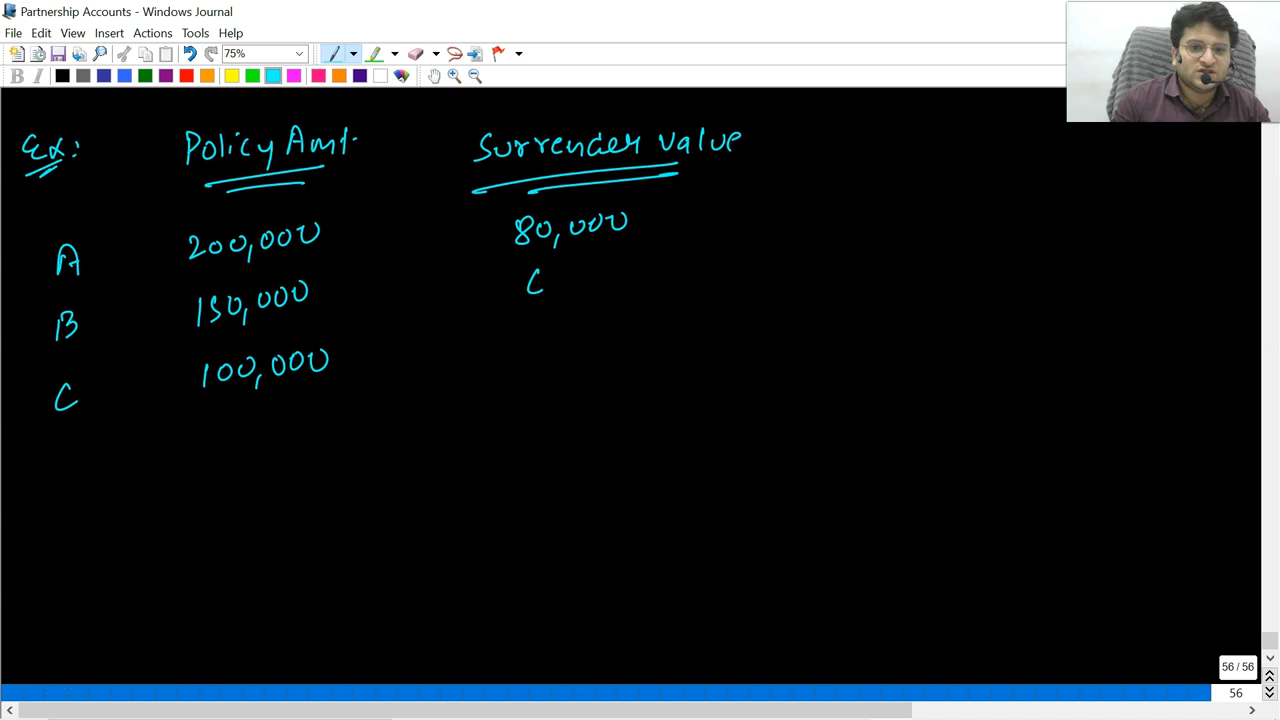 Partnership Accounts - Windows Journal
File Edit View Insert Actions Tools Help
75%
B I
Ex: Policy Amt. Surrender value
A 200,000 80,000
B 150,000
C 100,000
56 / 56
56